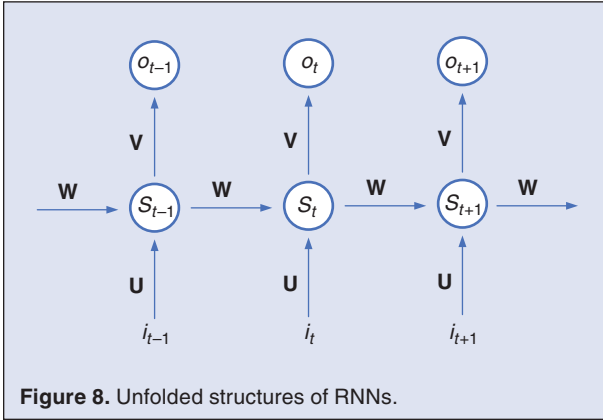 o_{t–1} o_t o_{t+1}
V V V
W W W W
S_{t–1} S_t S_{t+1}
U U U
i_{t–1} i_t i_{t+1}
Figure 8. Unfolded structures of RNNs.